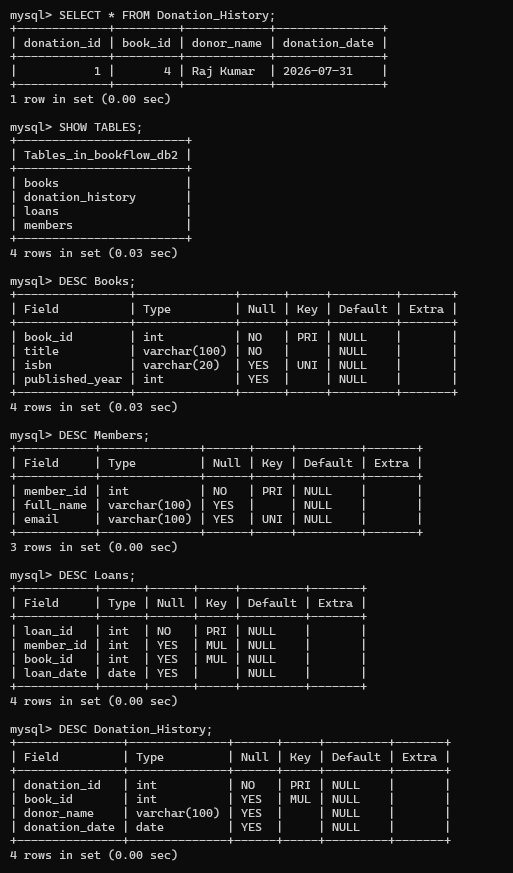 mysql> SELECT * FROM Donation_History;
+-------------+---------+------------+---------------+
| donation_id | book_id | donor_name | donation_date |
+-------------+---------+------------+---------------+
|           1 |       4 | Raj Kumar  | 2026-07-31    |
+-------------+---------+------------+---------------+
1 row in set (0.00 sec)
mysql> SHOW TABLES;
+------------------------+
| Tables_in_bookflow_db2 |
+------------------------+
| books                  |
| donation_history       |
| loans                  |
| members                |
+------------------------+
4 rows in set (0.03 sec)
mysql> DESC Books;
+----------------+--------------+------+-----+---------+-------+
| Field          | Type         | Null | Key | Default | Extra |
+----------------+--------------+------+-----+---------+-------+
| book_id        | int          | NO   | PRI | NULL    |       |
| title          | varchar(100) | NO   |     | NULL    |       |
| isbn           | varchar(20)  | YES  | UNI | NULL    |       |
| published_year | int          | YES  |     | NULL    |       |
+----------------+--------------+------+-----+---------+-------+
4 rows in set (0.03 sec)
mysql> DESC Members;
+-----------+--------------+------+-----+---------+-------+
| Field     | Type         | Null | Key | Default | Extra |
+-----------+--------------+------+-----+---------+-------+
| member_id | int          | NO   | PRI | NULL    |       |
| full_name | varchar(100) | YES  |     | NULL    |       |
| email     | varchar(100) | YES  | UNI | NULL    |       |
+-----------+--------------+------+-----+---------+-------+
3 rows in set (0.00 sec)
mysql> DESC Loans;
+-----------+------+------+-----+---------+-------+
| Field     | Type | Null | Key | Default | Extra |
+-----------+------+------+-----+---------+-------+
| loan_id   | int  | NO   | PRI | NULL    |       |
| member_id | int  | YES  | MUL | NULL    |       |
| book_id   | int  | YES  | MUL | NULL    |       |
| loan_date | date | YES  |     | NULL    |       |
+-----------+------+------+-----+---------+-------+
4 rows in set (0.00 sec)
mysql> DESC Donation_History;
+---------------+--------------+------+-----+---------+-------+
| Field         | Type         | Null | Key | Default | Extra |
+---------------+--------------+------+-----+---------+-------+
| donation_id   | int          | NO   | PRI | NULL    |       |
| book_id       | int          | YES  | MUL | NULL    |       |
| donor_name    | varchar(100) | YES  |     | NULL    |       |
| donation_date | date         | YES  |     | NULL    |       |
+---------------+--------------+------+-----+---------+-------+
4 rows in set (0.00 sec)